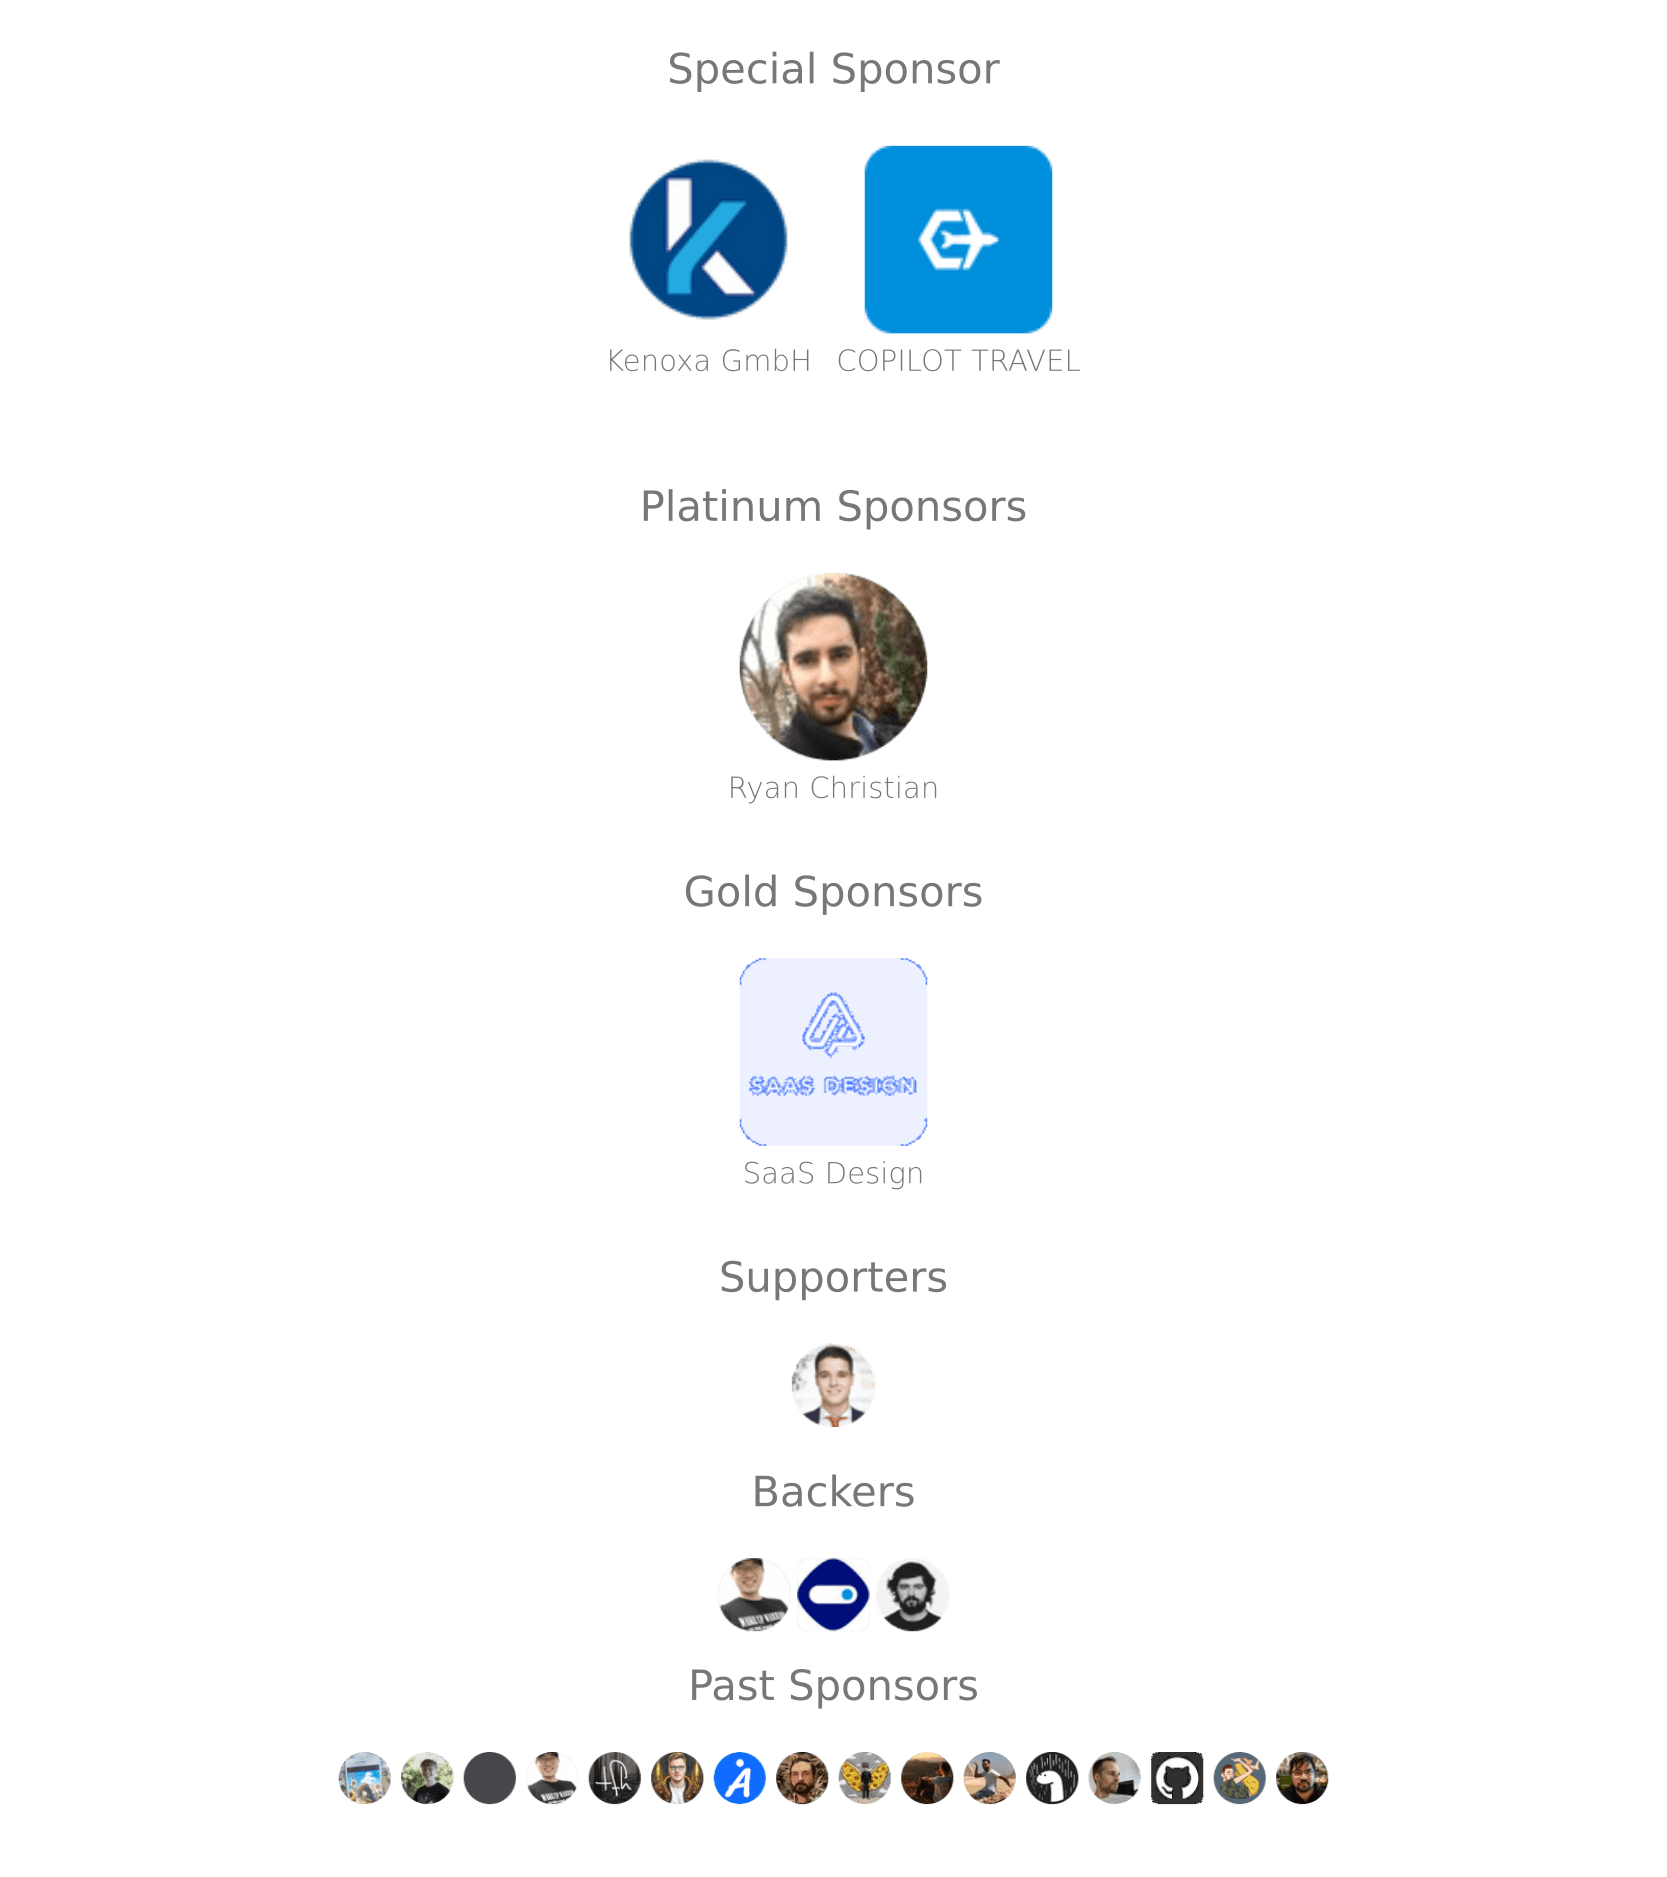 Special Sponsor
Kenoxa GmbH
COPILOT TRAVEL
Platinum Sponsors
Ryan Christian
Gold Sponsors
SAAS DESIGN
SaaS Design
Supporters
Backers
Past Sponsors
tfh